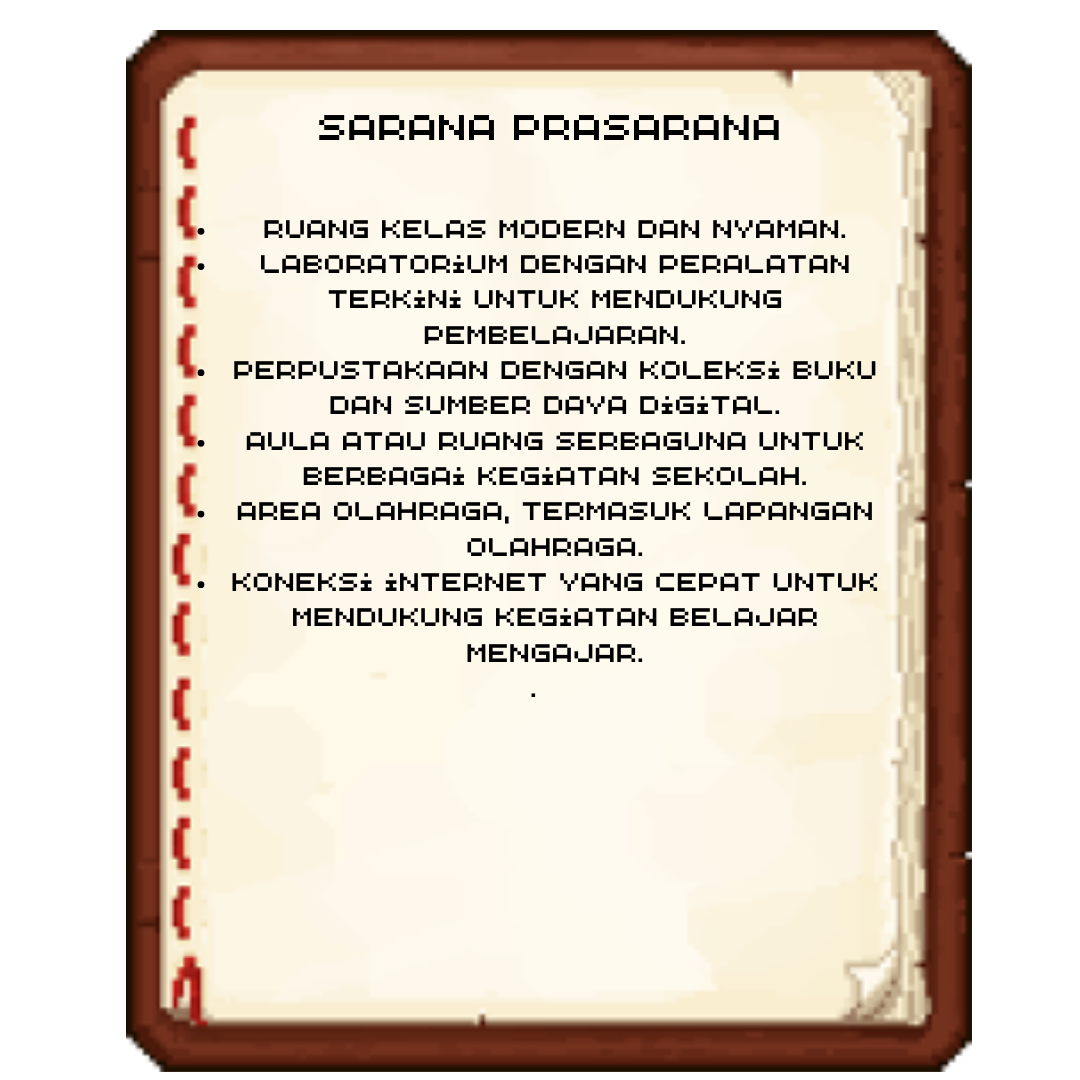 SARANA PRASARANA
• RUANG KELAS MODERN DAN NYAMAN.
• LABORATORiUM DENGAN PERALATAN
TERKiNi UNTUK MENDUKUNG
PEMBELAJARAN.
• PERPUSTAKAAN DENGAN KOLEKSi BUKU
DAN SUMBER DAYA DiGiTAL.
• AULA ATAU RUANG SERBAGUNA UNTUK
BERBAGAi KEGiATAN SEKOLAH.
• AREA OLAHRAGA, TERMASUK LAPANGAN
OLAHRAGA.
• KONEKSi iNTERNET YANG CEPAT UNTUK
MENDUKUNG KEGiATAN BELAJAR
MENGAJAR.
.